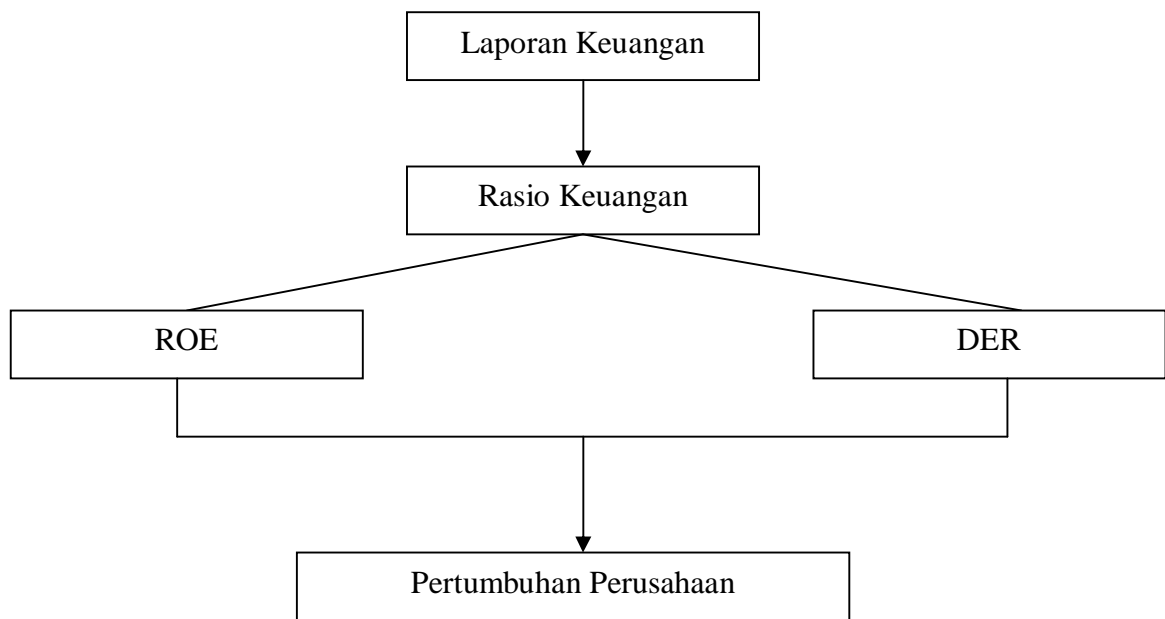 Laporan Keuangan
Rasio Keuangan
ROE
DER
Pertumbuhan Perusahaan